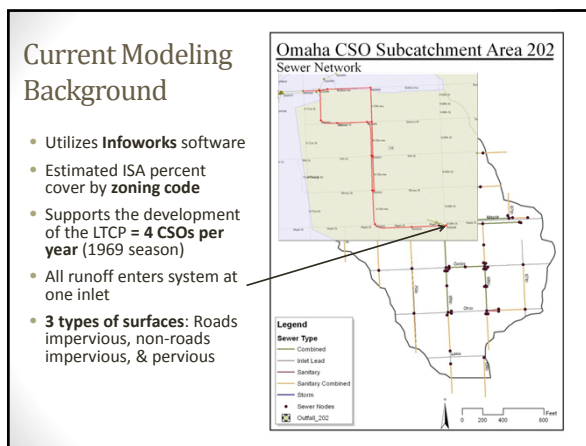 Current Modeling
Background
• Utilizes Infoworks software
• Estimated ISA percent
cover by zoning code
• Supports the development
of the LTCP = 4 CSOs per
year (1969 season)
• All runoff enters system at
one inlet
• 3 types of surfaces: Roads
impervious, non-roads
impervious, & pervious
Omaha CSO Subcatchment Area 202
Sewer Network
Legend
Sewer Type
Combined
Inlet Lead
Sanitary
Sanitary Combined
Storm
Sewer Nodes
Outfall_202
Feet
0 200 400 800